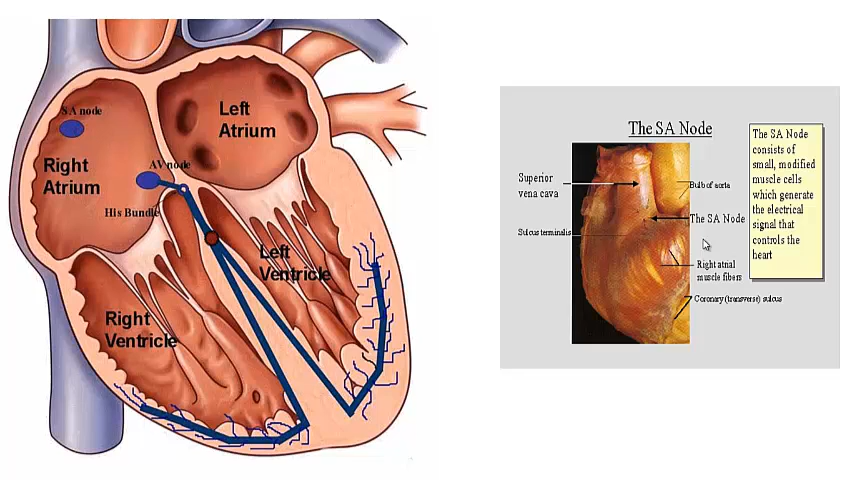 SA node
Left
Atrium
Right
Atrium
AV node
His Bundle
Left
Ventricle
Right
Ventricle
The SA Node
Superior
vena cava
Sulcus terminalis
Bulb of aorta
The SA Node
Right atrial
muscle fibers
Coronary (transverse) sulcus
The SA Node
consists of
small, modified
muscle cells
which generate
the electrical
signal that
controls the
heart